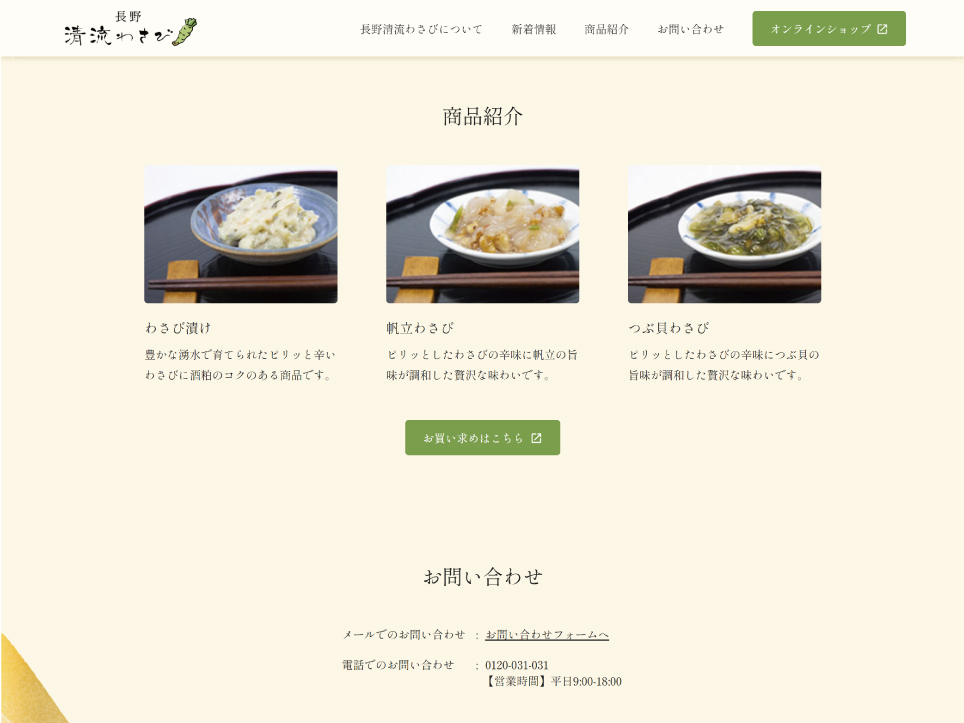 長野
清流わさび
長野清流わさびについて
新着情報
商品紹介
お問い合わせ
オンラインショップ
商品紹介
わさび漬け
豊かな湧水で育てられたピリッと辛い
わさびに酒粕のコクのある商品です。
帆立わさび
ピリッとしたわさびの辛味に帆立の旨
味が調和した贅沢な味わいです。
つぶ貝わさび
ピリッとしたわさびの辛味につぶ貝の
旨味が調和した贅沢な味わいです。
お買い求めはこちら
お問い合わせ
メールでのお問い合わせ : お問い合わせフォームへ
電話でのお問い合わせ : 0120-031-031
【営業時間】平日9:00-18:00